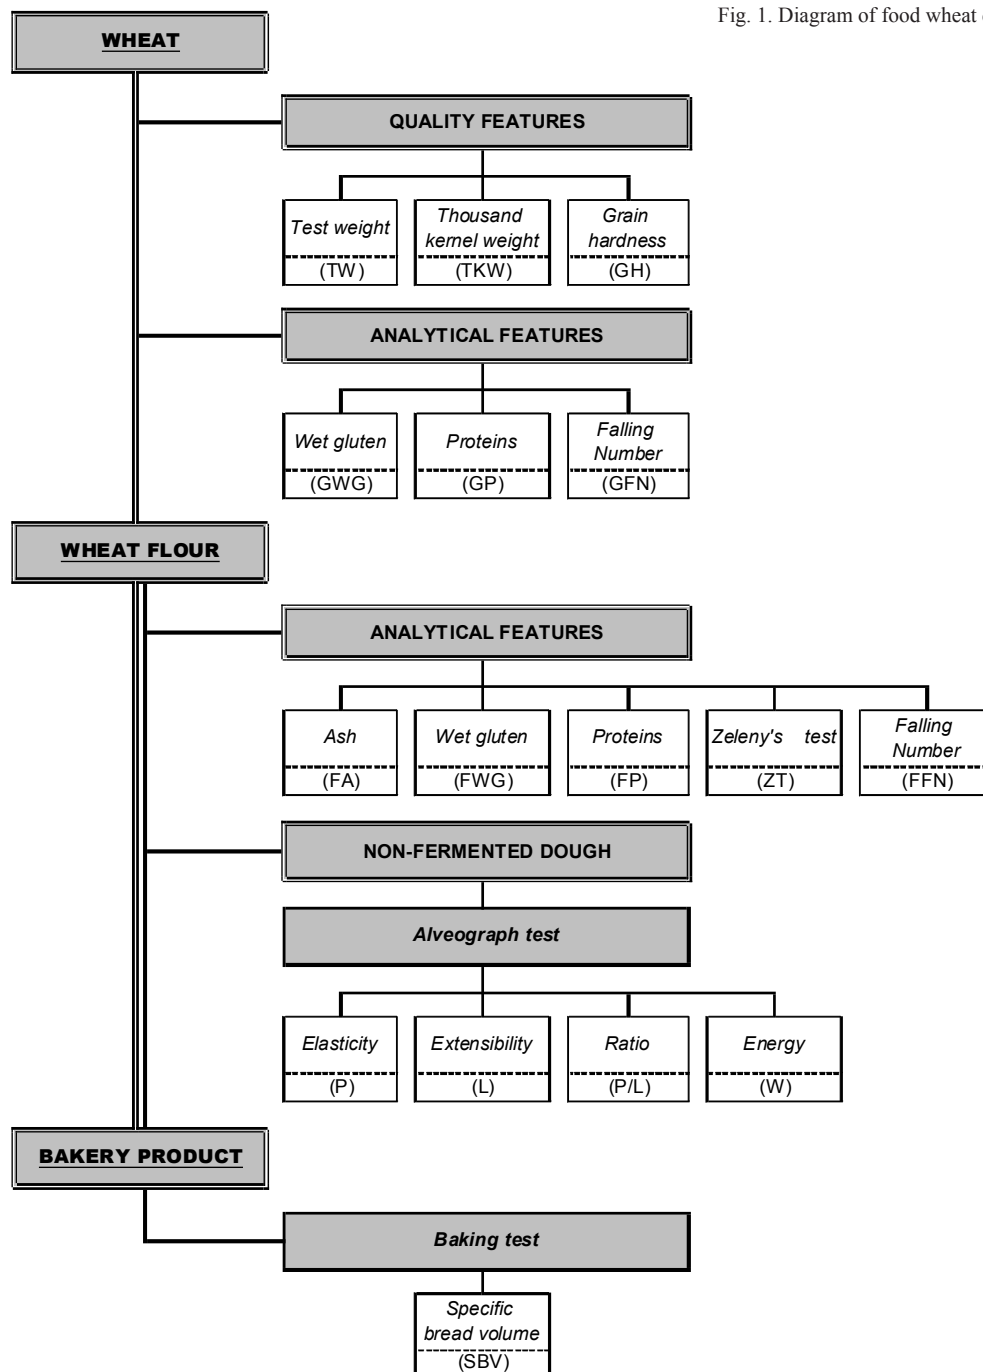 Fig. 1. Diagram of food wheat
WHEAT
QUALITY FEATURES
Test weight
(TW)
Thousand
kernel weight
(TKW)
Grain
hardness
(GH)
ANALYTICAL FEATURES
Wet gluten
(GWG)
Proteins
(GP)
Falling
Number
(GFN)
WHEAT FLOUR
ANALYTICAL FEATURES
Ash
(FA)
Wet gluten
(FWG)
Proteins
(FP)
Zeleny's test
(ZT)
Falling
Number
(FFN)
NON-FERMENTED DOUGH
Alveograph test
Elasticity
(P)
Extensibility
(L)
Ratio
(P/L)
Energy
(W)
BAKERY PRODUCT
Baking test
Specific
bread volume
(SBV)